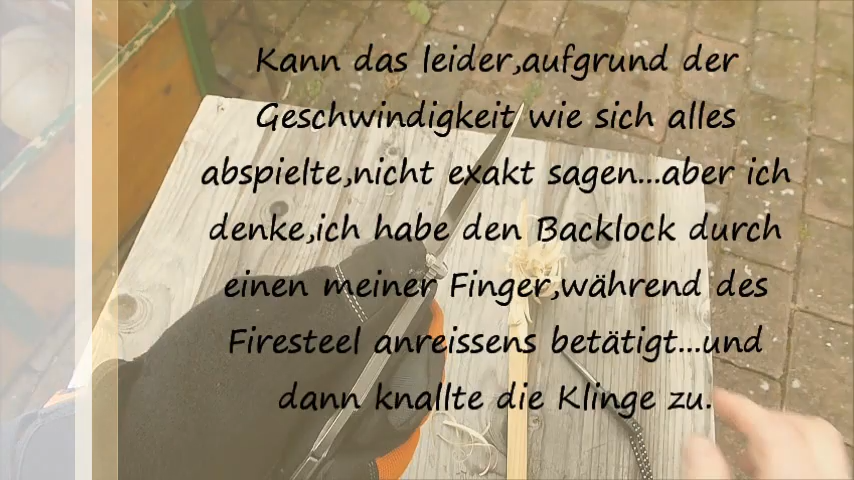 Kann das leider,aufgrund der
Geschwindigkeit wie sich alles
abspielte,nicht exakt sagen...aber ich
denke,ich habe den Backlock durch
einen meiner Finger,während des
Firesteel anreissens betätigt...und
dann knallte die Klinge zu.